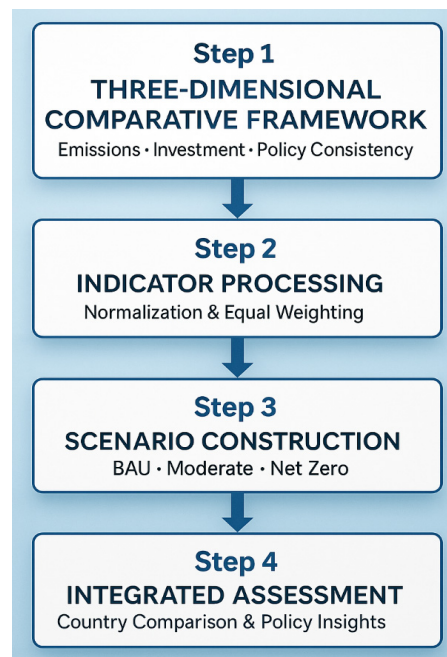 Step 1
THREE-DIMENSIONAL
COMPARATIVE FRAMEWORK
Emissions · Investment · Policy Consistency
Step 2
INDICATOR PROCESSING
Normalization & Equal Weighting
Step 3
SCENARIO CONSTRUCTION
BAU · Moderate · Net Zero
Step 4
INTEGRATED ASSESSMENT
Country Comparison & Policy Insights